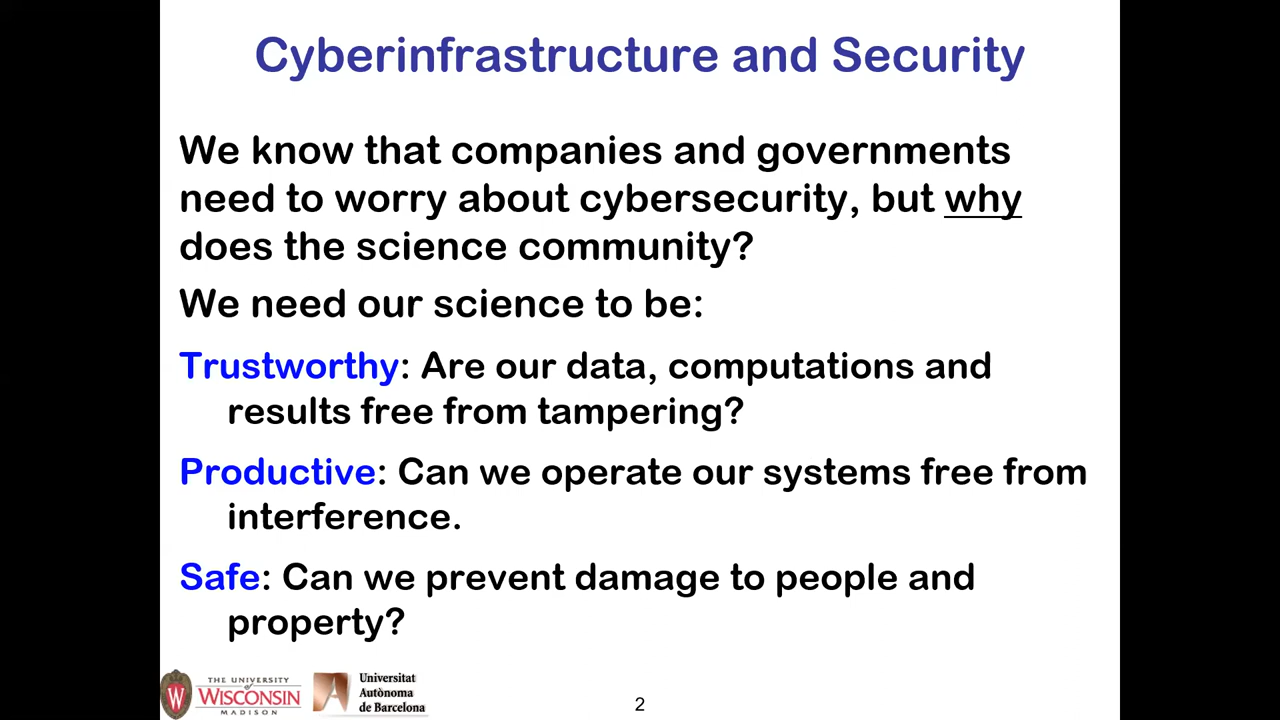 Cyberinfrastructure and Security
We know that companies and governments
need to worry about cybersecurity, but why
does the science community?
We need our science to be:
Trustworthy: Are our data, computations and
results free from tampering?
Productive: Can we operate our systems free from
interference.
Safe: Can we prevent damage to people and
property?
W
THE UNIVERSITY
of
WISCONSIN
MADISON
Universitat
Autònoma
de Barcelona
2